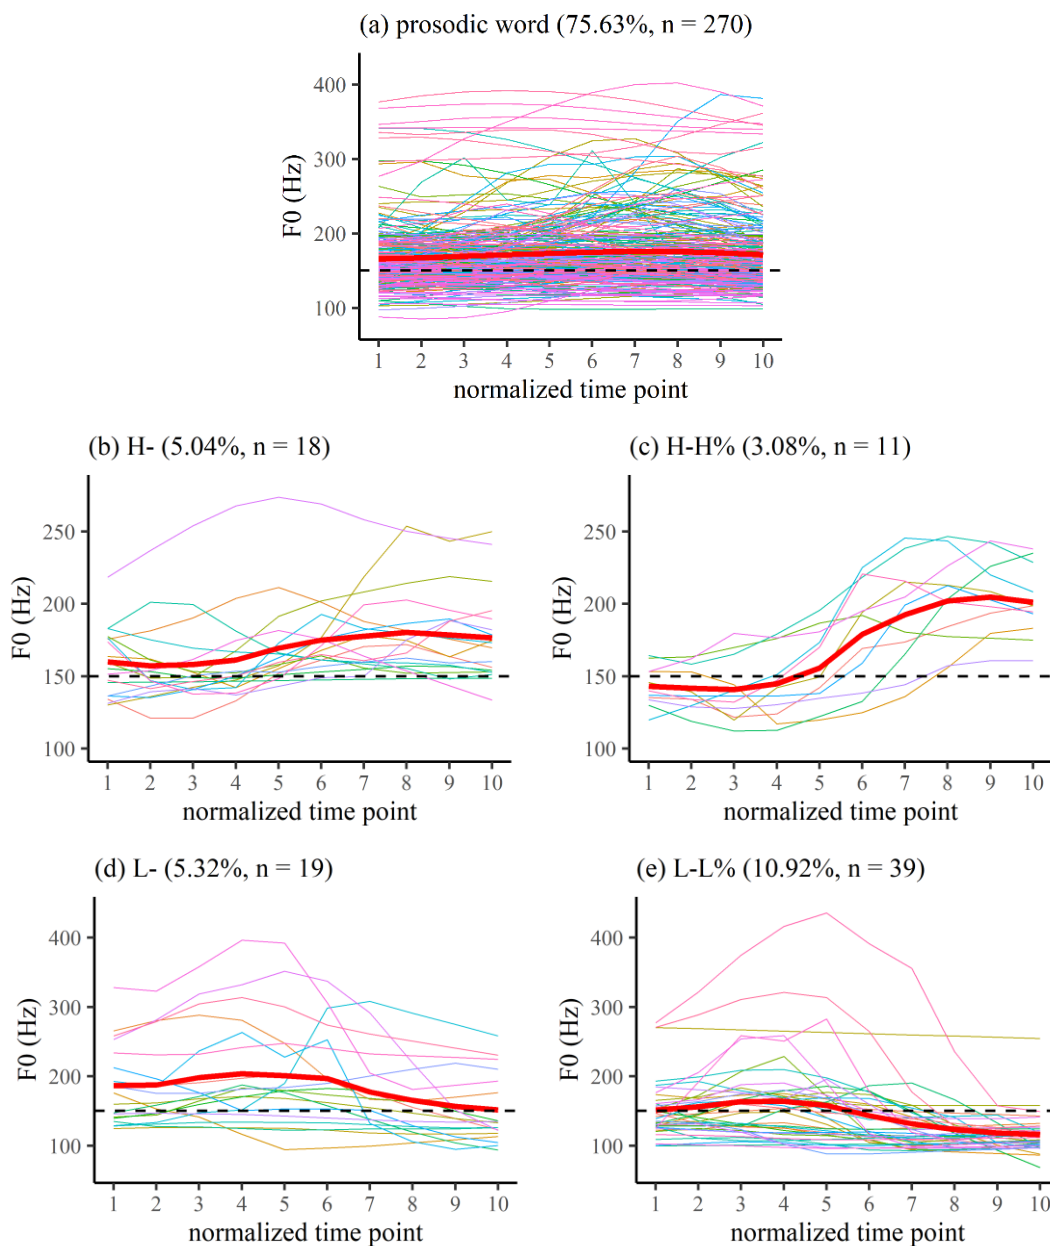 (a) prosodic word (75.63%, n = 270)
F0 (Hz)
400
300
200
100
1 2 3 4 5 6 7 8 9 10
normalized time point
(b) H- (5.04%, n = 18)
F0 (Hz)
250
200
150
100
1 2 3 4 5 6 7 8 9 10
normalized time point
(c) H-H% (3.08%, n = 11)
F0 (Hz)
250
200
150
100
1 2 3 4 5 6 7 8 9 10
normalized time point
(d) L- (5.32%, n = 19)
F0 (Hz)
400
300
200
100
1 2 3 4 5 6 7 8 9 10
normalized time point
(e) L-L% (10.92%, n = 39)
F0 (Hz)
400
300
200
100
1 2 3 4 5 6 7 8 9 10
normalized time point